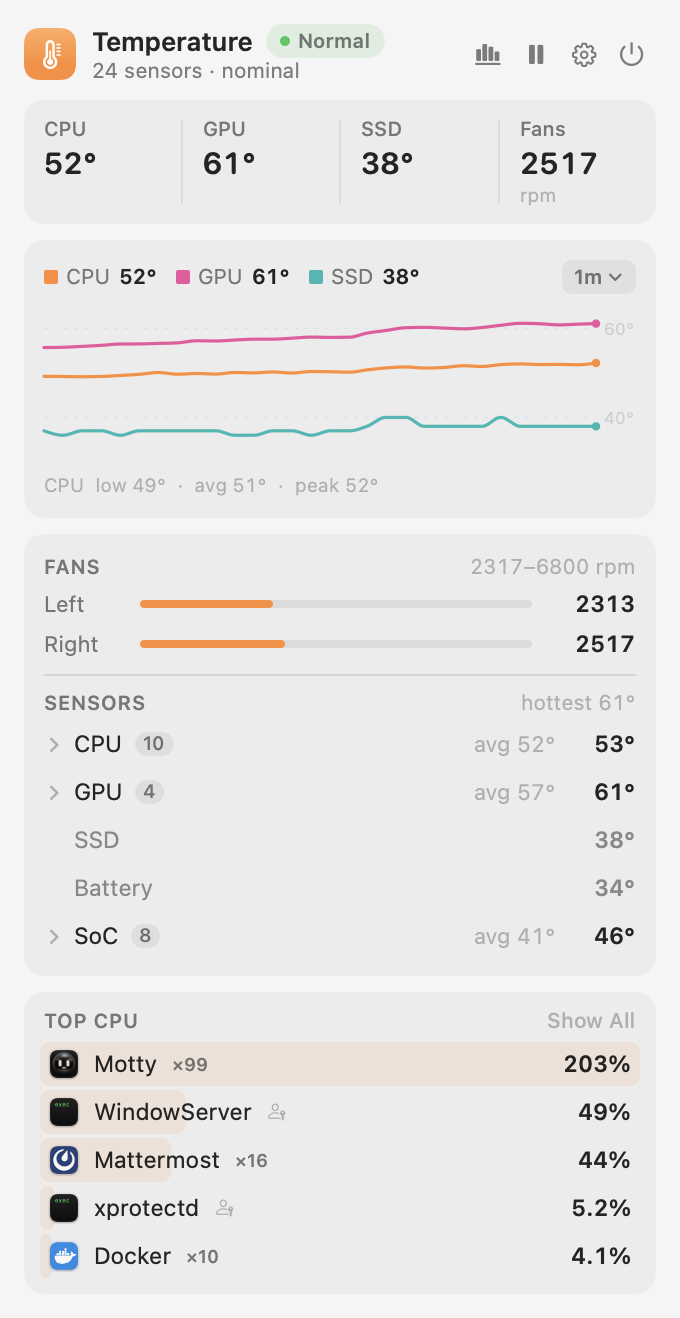 Temperature Normal
24 sensors · nominal
CPU GPU SSD Fans
52° 61° 38° 2517
rpm
CPU 52° GPU 61° SSD 38° 1m
60°
40°
CPU low 49° · avg 51° · peak 52°
FANS 2317–6800 rpm
Left 2313
Right 2517
SENSORS hottest 61°
CPU 10 avg 52° 53°
GPU 4 avg 57° 61°
SSD 38°
Battery 34°
SoC 8 avg 41° 46°
TOP CPU Show All
Motty ×99 203%
exec WindowServer 49%
Mattermost ×16 44%
exec xprotectd 5.2%
Docker ×10 4.1%